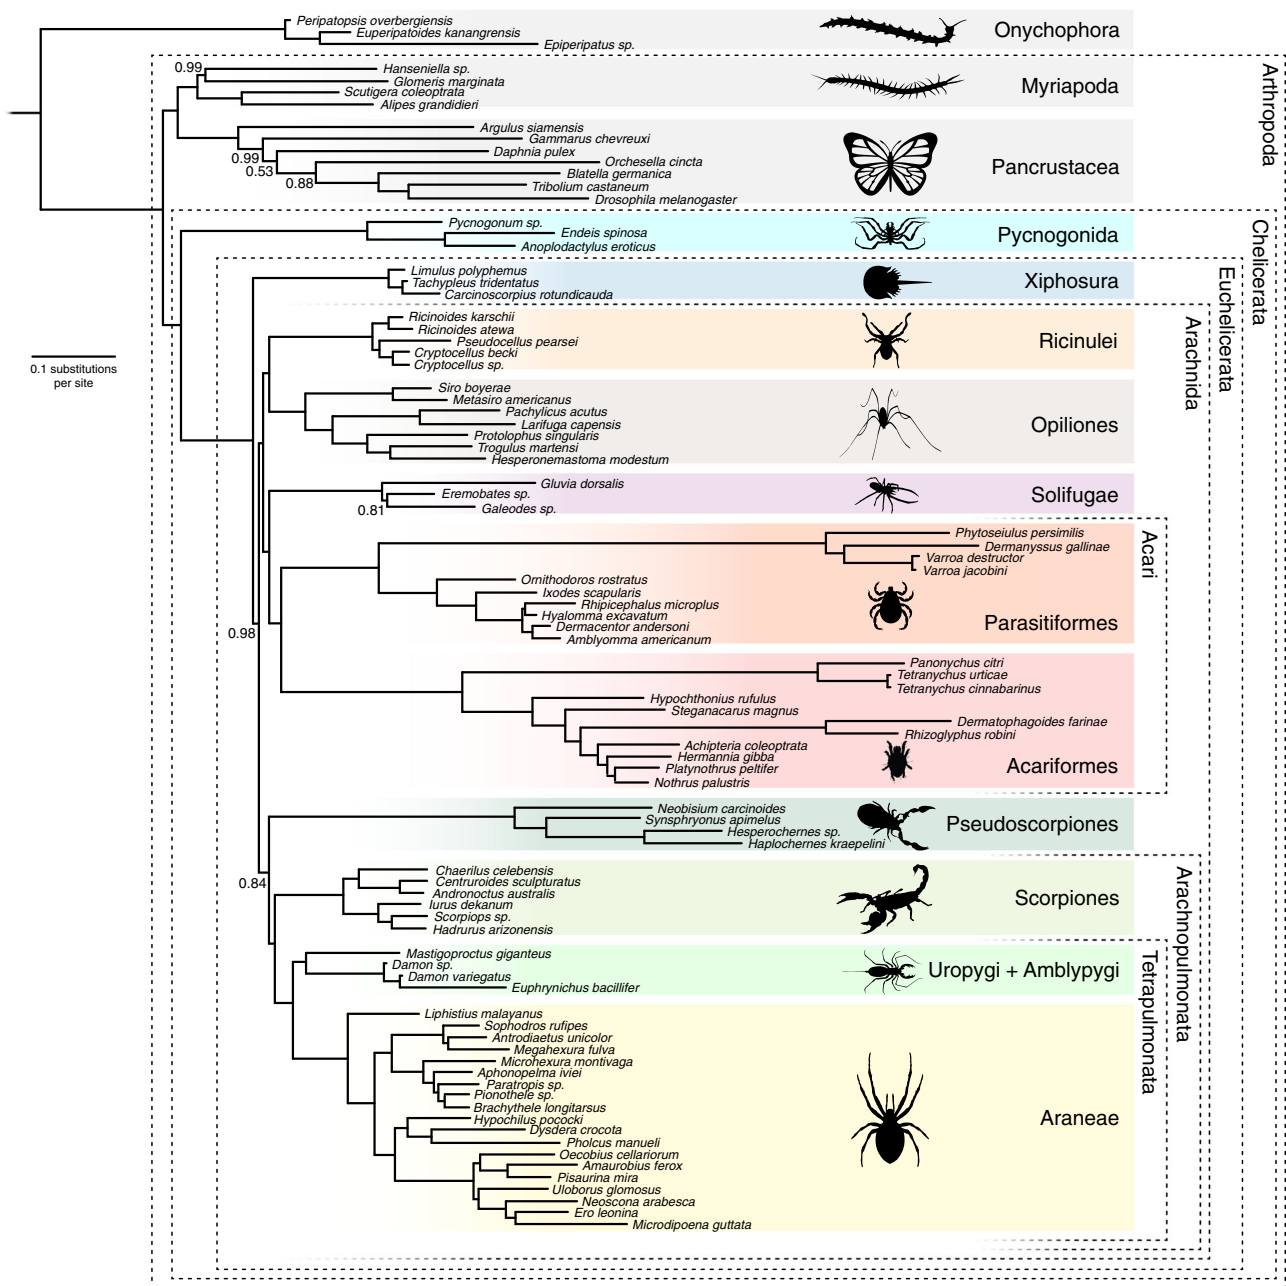 Peripatopsis overbergiensis
Euperipatoides kanangrensis
Epiperipatus sp.
Onychophora
Arthropoda
0.99
Hanseniella sp.
Glomeris marginata
Scutigera coleoptrata
Alipes grandidieri
Myriapoda
Argulus siamensis
Gammarus chevreuxi
0.99
Daphnia pulex
0.53
Orchesella cincta
0.88
Blatella germanica
Tribolium castaneum
Drosophila melanogaster
Pancrustacea
Chelicerata
Pycnogonum sp.
Endeis spinosa
Anoplodactylus eroticus
Pycnogonida
Euchelicerata
Limulus polyphemus
Tachypleus tridentatus
Carcinoscorpius rotundicauda
Xiphosura
Arachnida
Ricinoides karschii
Ricinoides atewa
Pseudocellus pearsei
Cryptocellus becki
Cryptocellus sp.
Ricinulei
0.1 substitutions
per site
Siro boyerae
Metasiro americanus
Pachylicus acutus
Larifuga capensis
Protolophus singularis
Trogulus martensi
Hesperonemastoma modestum
Opiliones
Gluvia dorsalis
Eremobates sp.
0.81
Galeodes sp.
Solifugae
Acari
Phytoseiulus persimilis
Dermanyssus gallinae
Varroa destructor
Varroa jacobini
Ornithodoros rostratus
Ixodes scapularis
Rhipicephalus microplus
Hyalomma excavatum
Dermacentor andersoni
Amblyomma americanum
Parasitiformes
0.98
Panonychus citri
Tetranychus urticae
Tetranychus cinnabarinus
Hypochthonius rufulus
Steganacarus magnus
Dermatophagoides farinae
Rhizoglyphus robini
Achipteria coleoptrata
Hermannia gibba
Platynothrus peltifer
Nothrus palustris
Acariformes
Neobisium carcinoides
Synsphryonus apimelus
Hesperochernes sp.
Haplochernes kraepelini
Pseudoscorpiones
0.84
Arachnopulmonata
Chaerilus celebensis
Centruroides sculpturatus
Andronoctus australis
Iurus dekanum
Scorpiops sp.
Hadrurus arizonensis
Scorpiones
Tetrapulmonata
Mastigoproctus giganteus
Damon sp.
Damon variegatus
Euphrynichus bacillifer
Uropygi + Amblypygi
Liphistius malayanus
Sophodros rufipes
Antrodiaetus unicolor
Megahexura fulva
Microhexura montivaga
Aphonopelma iviei
Paratropis sp.
Pionothele sp.
Brachythele longitarsus
Hypochilus pococki
Dysdera crocota
Pholcus manueli
Oecobius cellariorum
Amaurobius ferox
Pisaurina mira
Uloborus glomosus
Neoscona arabesca
Ero leonina
Microdipoena guttata
Araneae